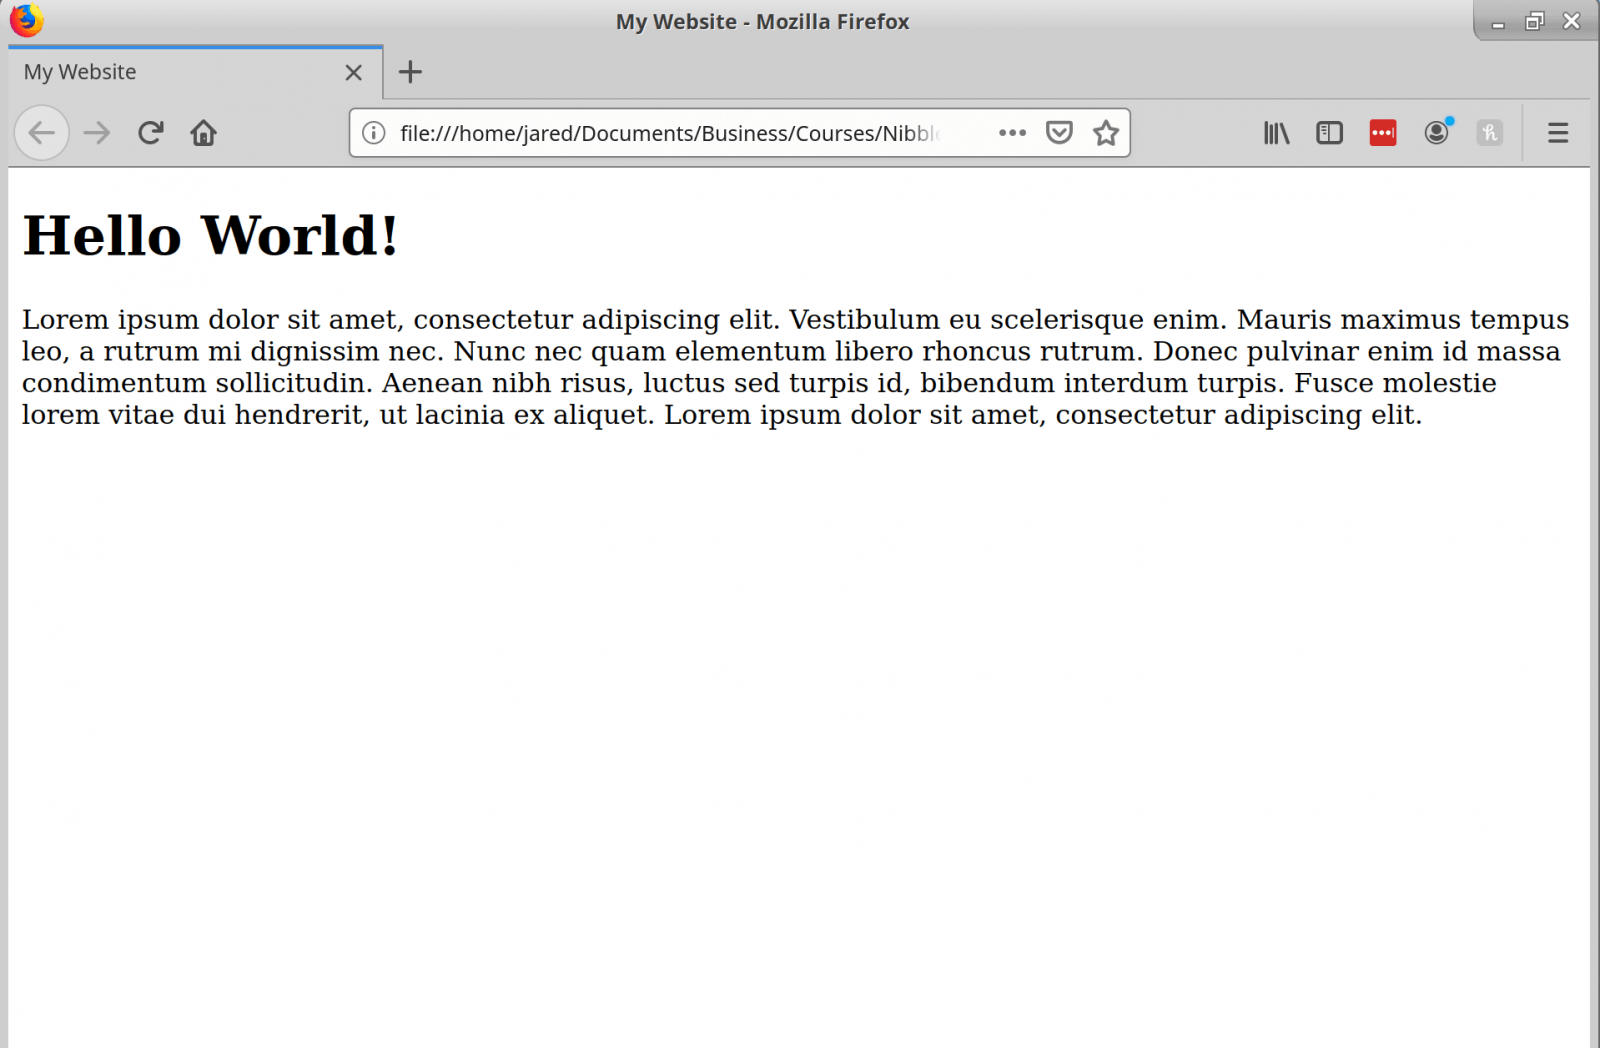 My Website - Mozilla Firefox
My Website
file:///home/jared/Documents/Business/Courses/Nibble
Hello World!
Lorem ipsum dolor sit amet, consectetur adipiscing elit. Vestibulum eu scelerisque enim. Mauris maximus tempus
leo, a rutrum mi dignissim nec. Nunc nec quam elementum libero rhoncus rutrum. Donec pulvinar enim id massa
condimentum sollicitudin. Aenean nibh risus, luctus sed turpis id, bibendum interdum turpis. Fusce molestie
lorem vitae dui hendrerit, ut lacinia ex aliquet. Lorem ipsum dolor sit amet, consectetur adipiscing elit.